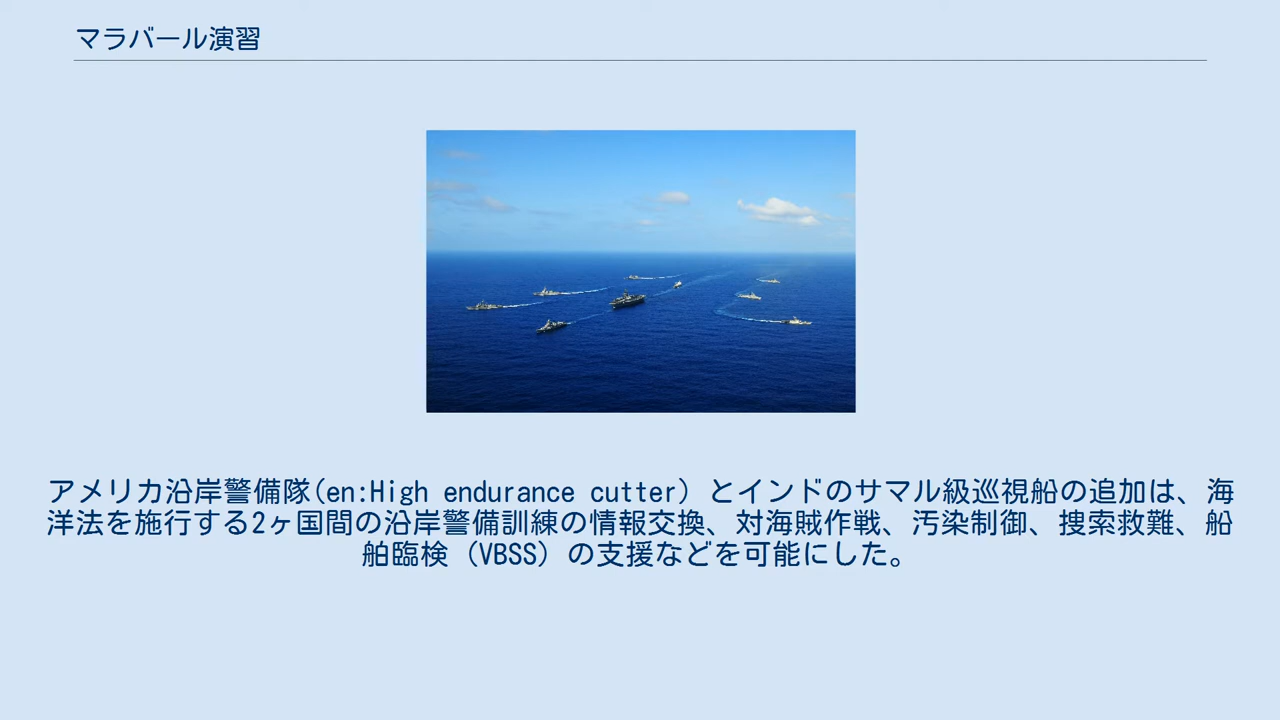 マラバール演習
アメリカ沿岸警備隊(en:High endurance cutter) とインドのサマル級巡視船の追加は、海
洋法を施行する2ヶ国間の沿岸警備訓練の情報交換、対海賊作戦、汚染制御、捜索救難、船
舶臨検（VBSS）の支援などを可能にした。